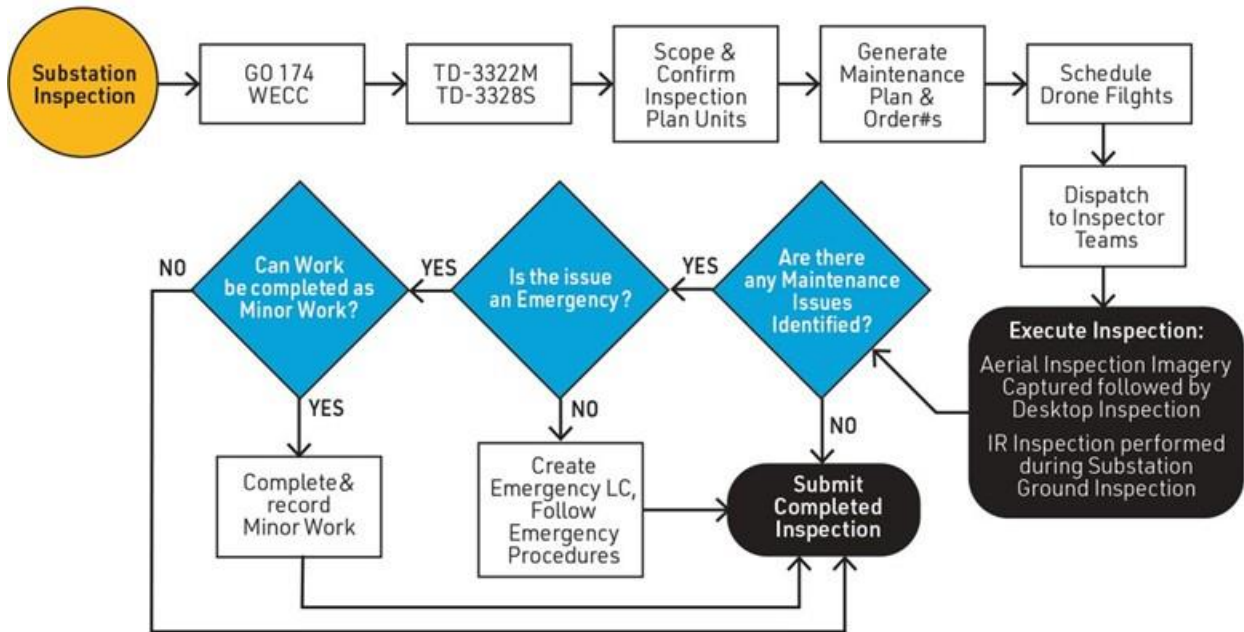 Substation
Inspection
GO 174
WECC
TD-3322M
TD-3328S
Scope &
Confirm
Inspection
Plan Units
Generate
Maintenance
Plan &
Order#s
Schedule
Drone Filghts
Dispatch
to Inspector
Teams
Execute Inspection:
Aerial Inspection Imagery
Captured followed by
Desktop Inspection
IR Inspection performed
during Substation
Ground Inspection
Are there
any Maintenance
Issues
Identified?
YES
NO
Is the issue
an Emergency?
YES
NO
Can Work
be completed as
Minor Work?
NO
YES
Complete &
record
Minor Work
Create
Emergency LC,
Follow
Emergency
Procedures
Submit
Completed
Inspection